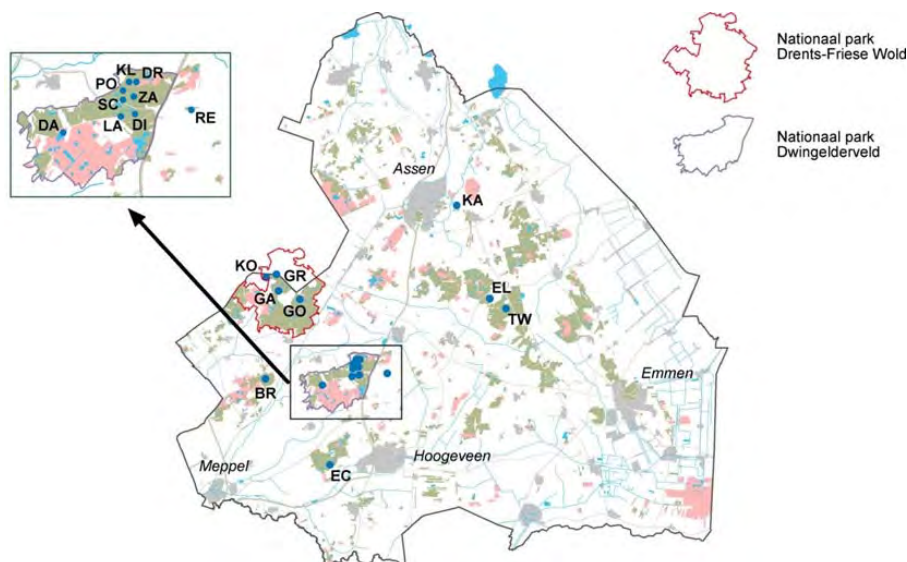 Nationaal park
Drents-Friese Wold
Nationaal park
Dwingelderveld
KL
DR
PO
SC
ZA
DA
LA
DI
RE
Assen
KA
KO
GR
GA
GO
EL
TW
BR
Emmen
Meppel
Hoogeveen
EC